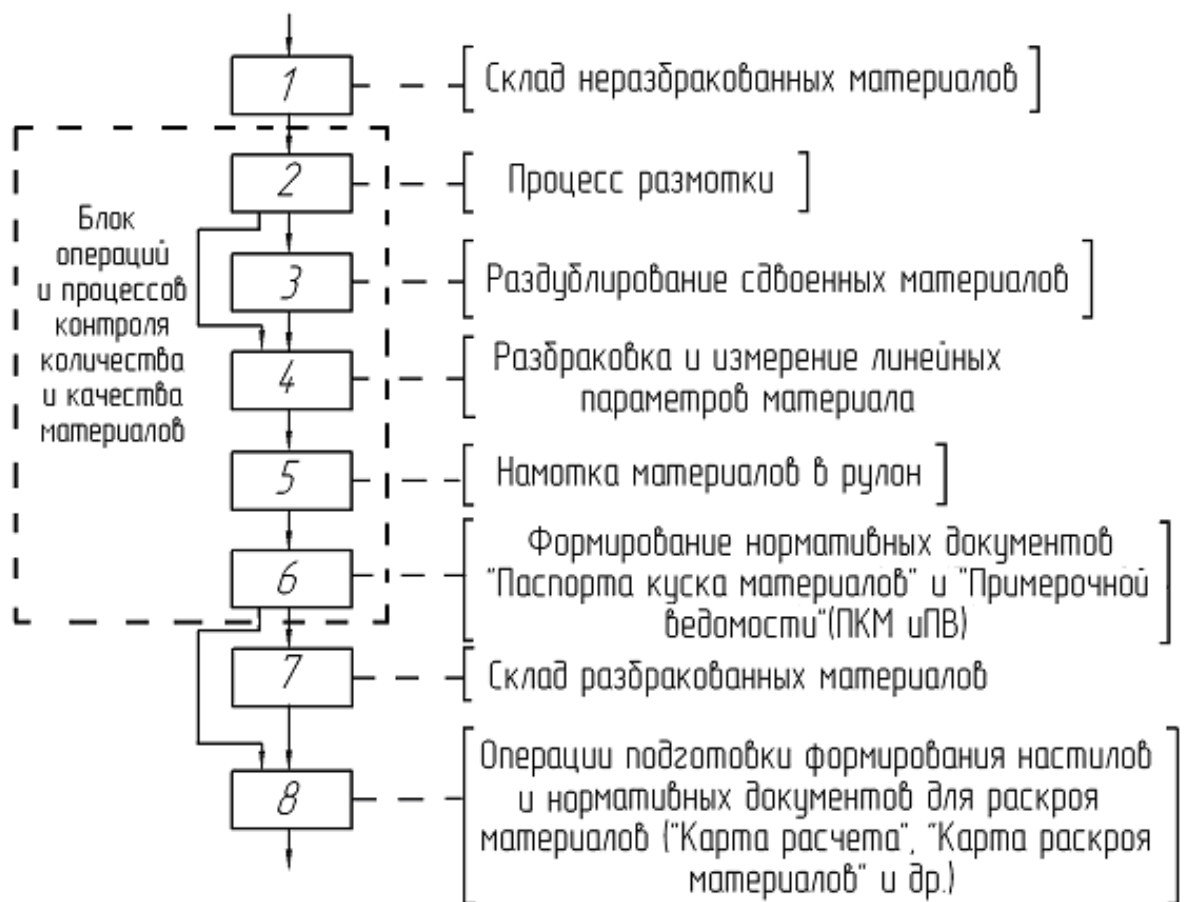 1
Склад неразбракованных материалов
2
Процесс размотки
Блок
операций
и процессов
контроля
количества
и качества
материалов
3
Раздублирование сдвоенных материалов
4
Разбраковка и измерение линейных
параметров материала
5
Намотка материалов в рулон
6
Формирование нормативных документов
"Паспорта куска материалов" и "Примерочной
ведомости"(ПКМ иПВ)
7
Склад разбракованных материалов
8
Операции подготовки формирования настилов
и нормативных документов для раскроя
материалов ("Карта расчета", "Карта раскроя
материалов" и др.)